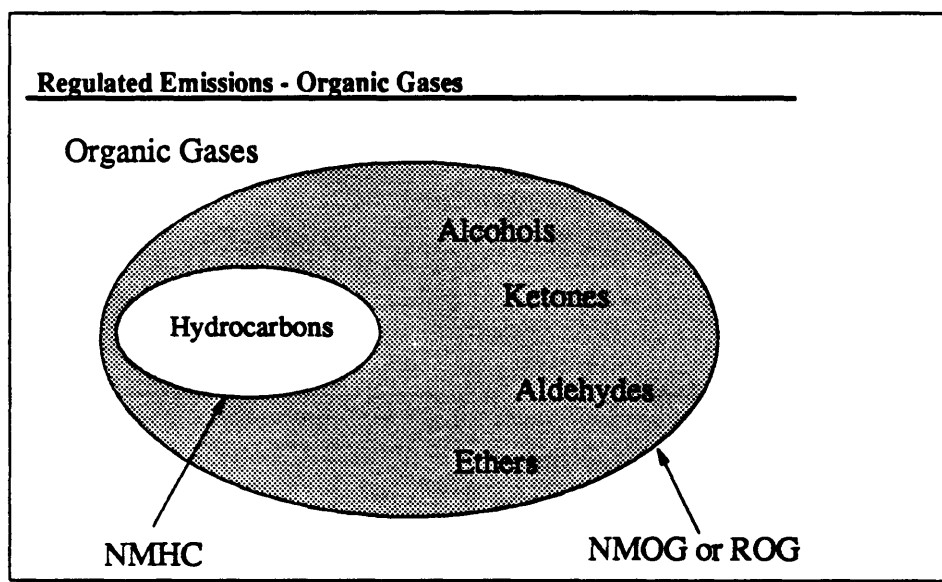 Regulated Emissions - Organic Gases
Organic Gases
Alcohols
Ketones
Hydrocarbons
Aldehydes
Ethers
NMHC
NMOG or ROG